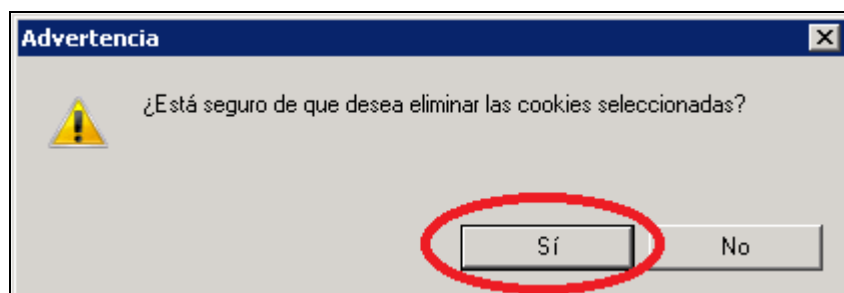 Advertencia
¿Está seguro de que desea eliminar las cookies seleccionadas?
Sí
No